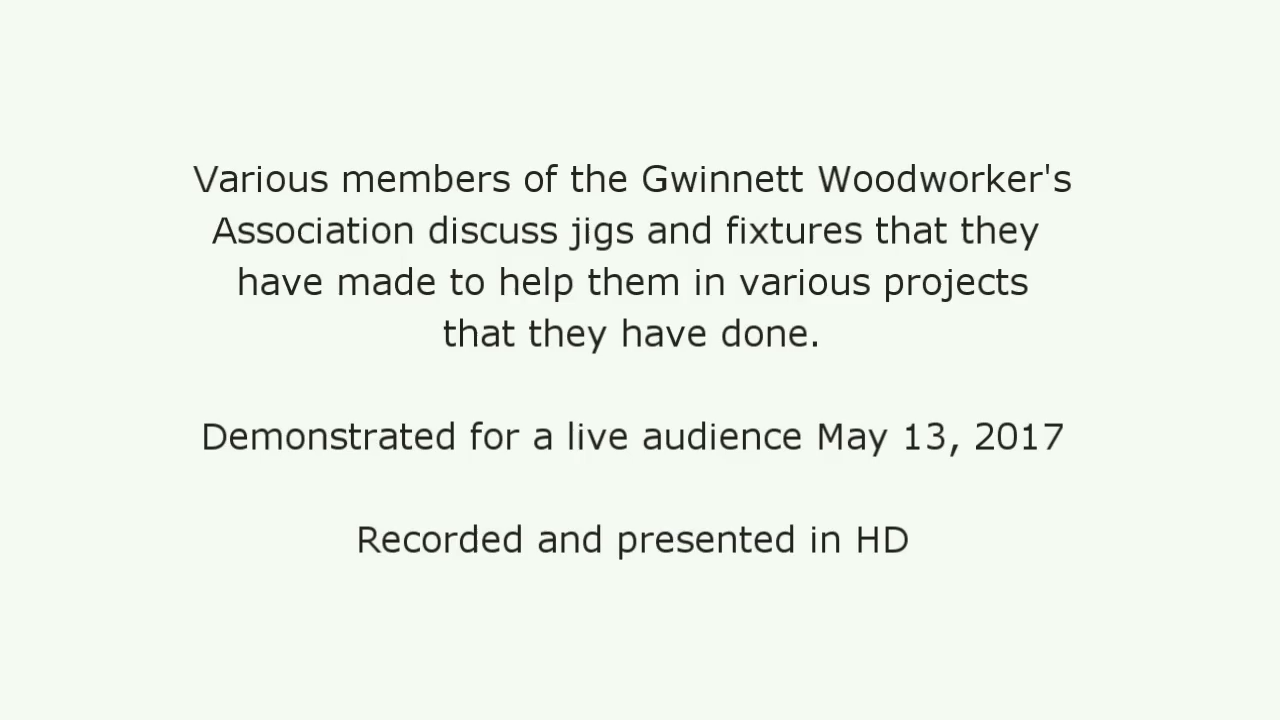 Various members of the Gwinnett Woodworker's
Association discuss jigs and fixtures that they
have made to help them in various projects
that they have done.
Demonstrated for a live audience May 13, 2017
Recorded and presented in HD